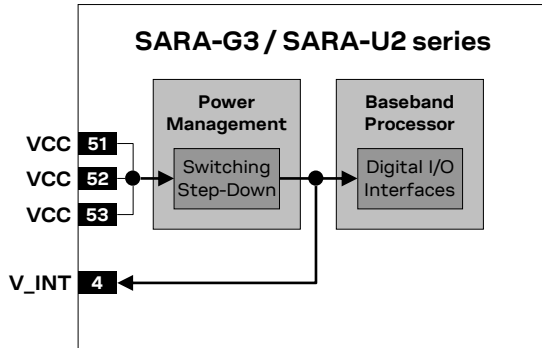 SARA-G3 / SARA-U2 series
Power
Management
Baseband
Processor
Switching
Step-Down
Digital I/O
Interfaces
VCC 51
VCC 52
VCC 53
V_INT 4